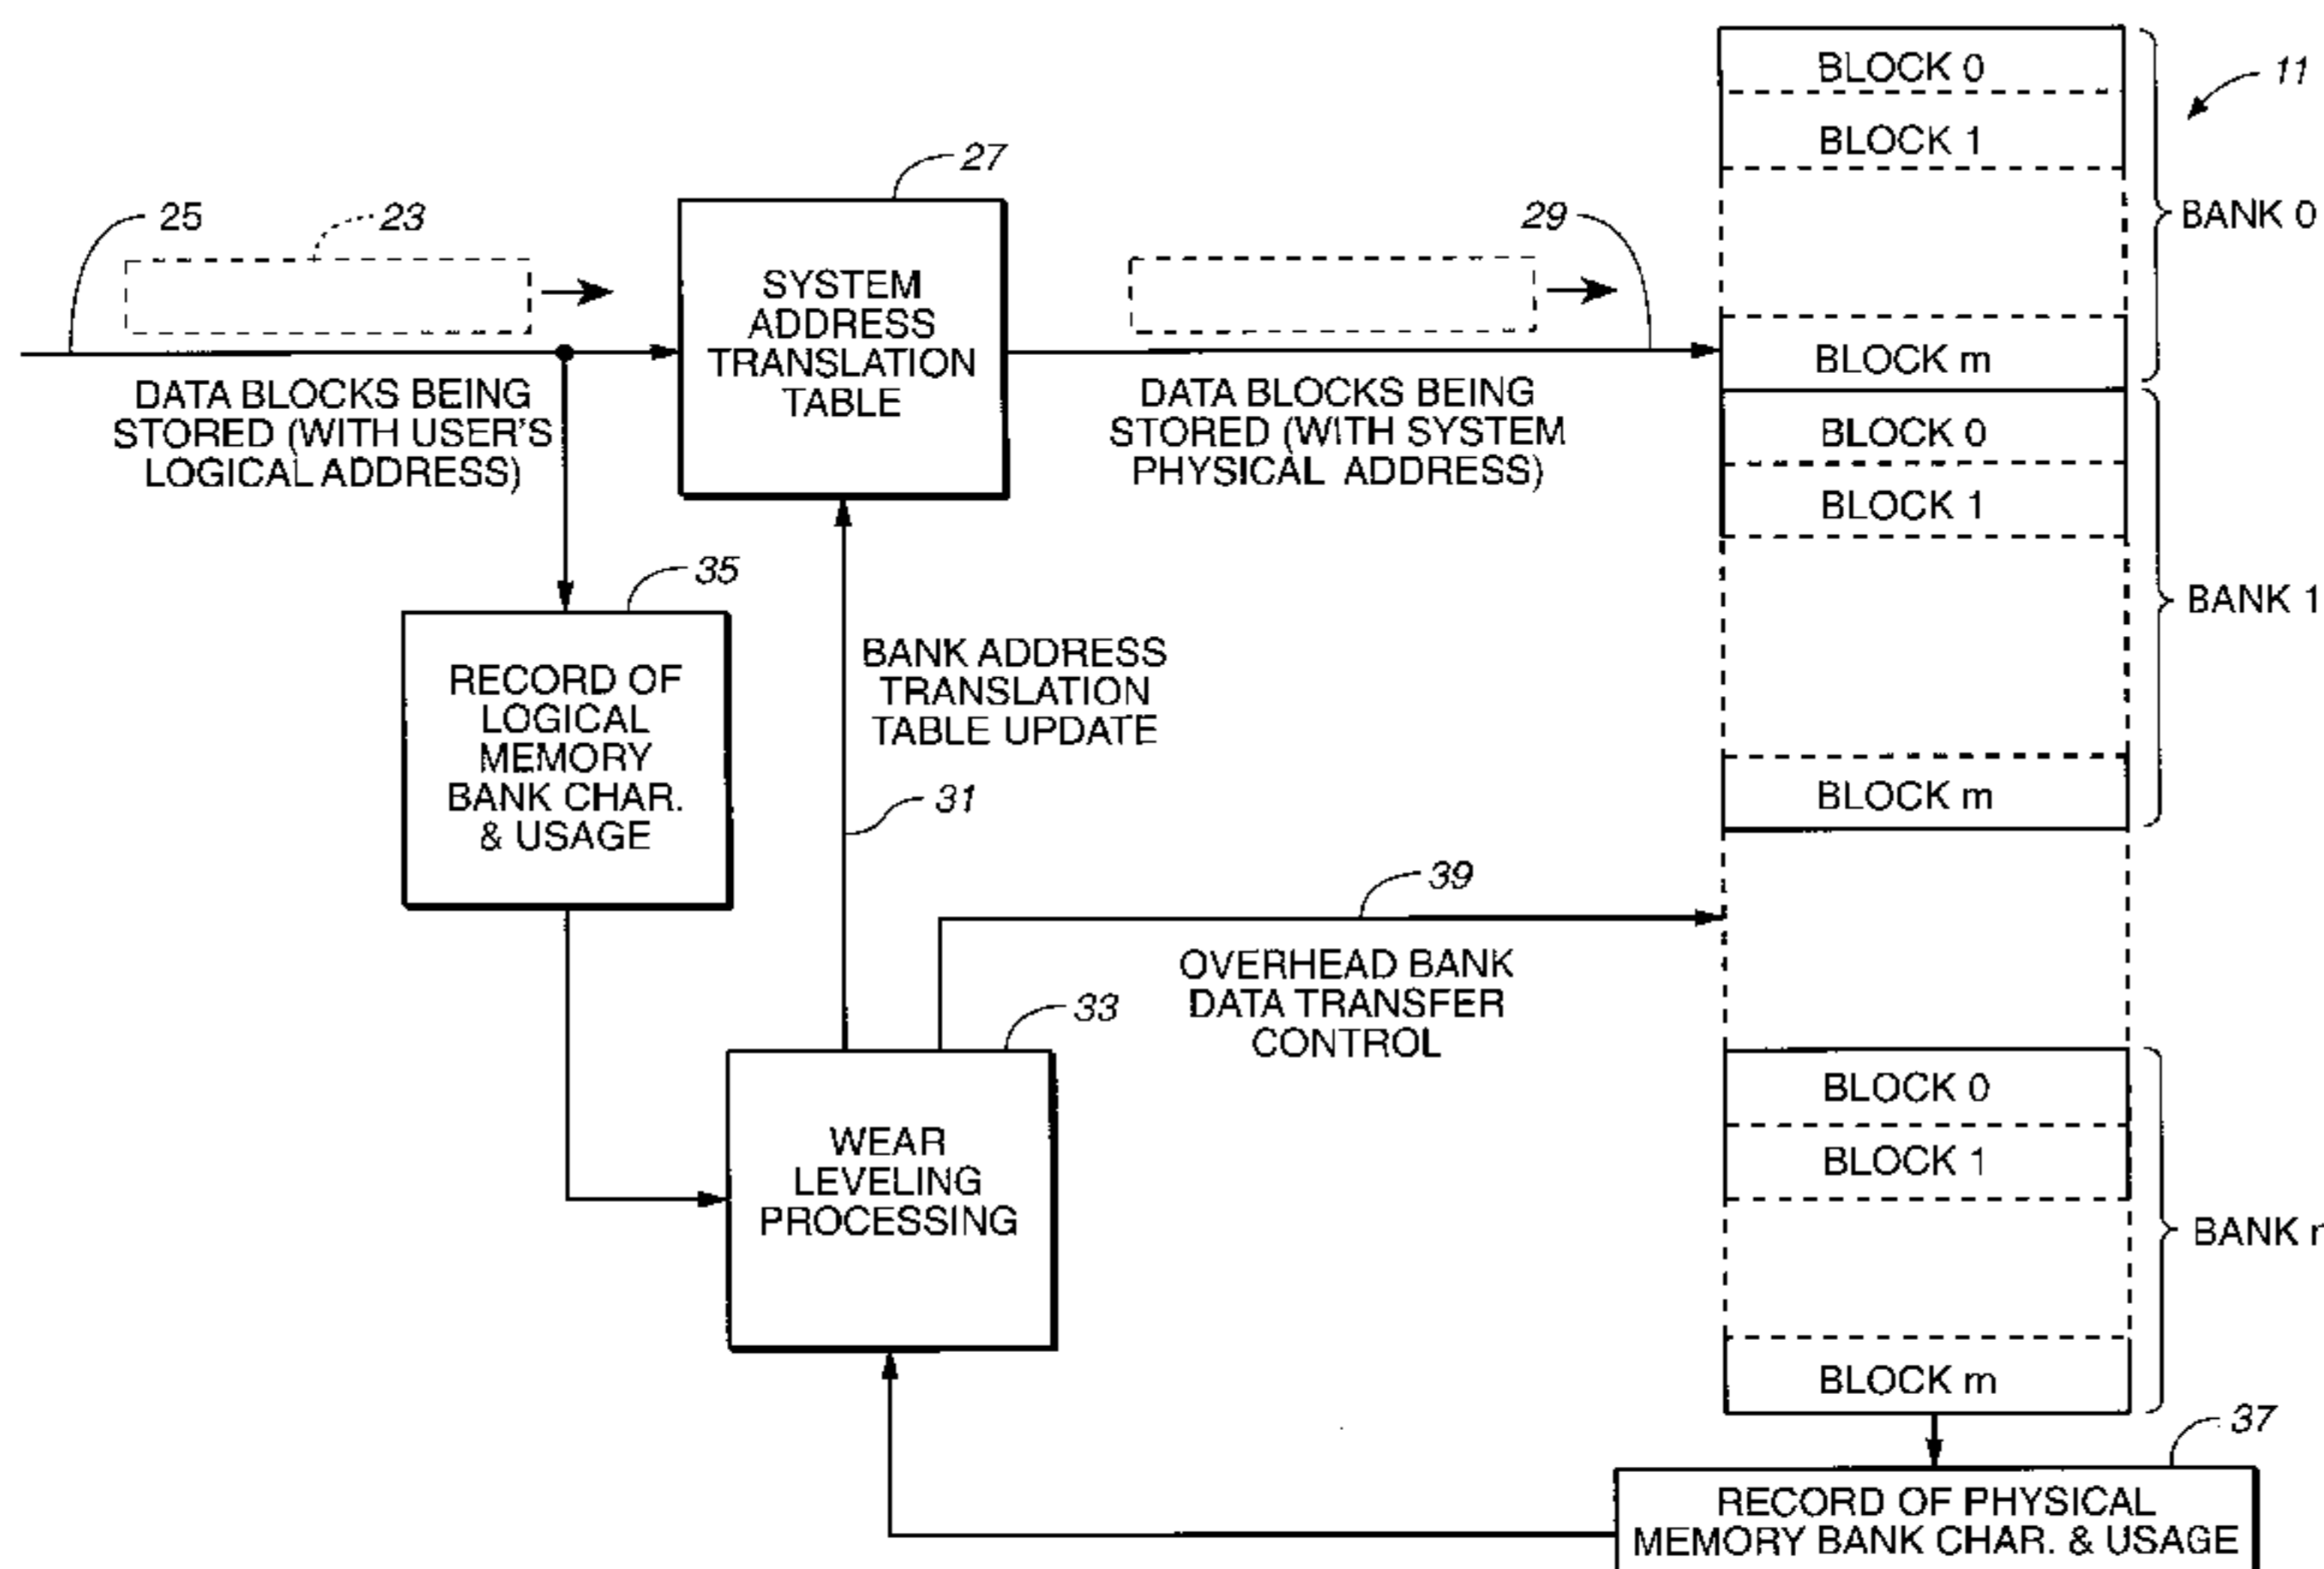 BLOCK 0
11
BLOCK 1
27
25
23
29
BANK 0
SYSTEM
ADDRESS
TRANSLATION
TABLE
BLOCK m
DATA BLOCKS BEING
STORED (WITH USER'S
LOGICAL ADDRESS)
DATA BLOCKS BEING
STORED (WITH SYSTEM
PHYSICAL ADDRESS)
BLOCK 0
BLOCK 1
35
BANK 1
RECORD OF
LOGICAL
MEMORY
BANK CHAR.
& USAGE
BANK ADDRESS
TRANSLATION
TABLE UPDATE
31
BLOCK m
39
OVERHEAD BANK
DATA TRANSFER
CONTROL
33
BLOCK 0
WEAR
LEVELING
PROCESSING
BLOCK 1
BANK
BLOCK m
37
RECORD OF PHYSICAL
MEMORY BANK CHAR. & USAGE